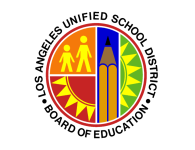 LOS ANGELES UNIFIED SCHOOL DISTRICT
BOARD OF EDUCATION